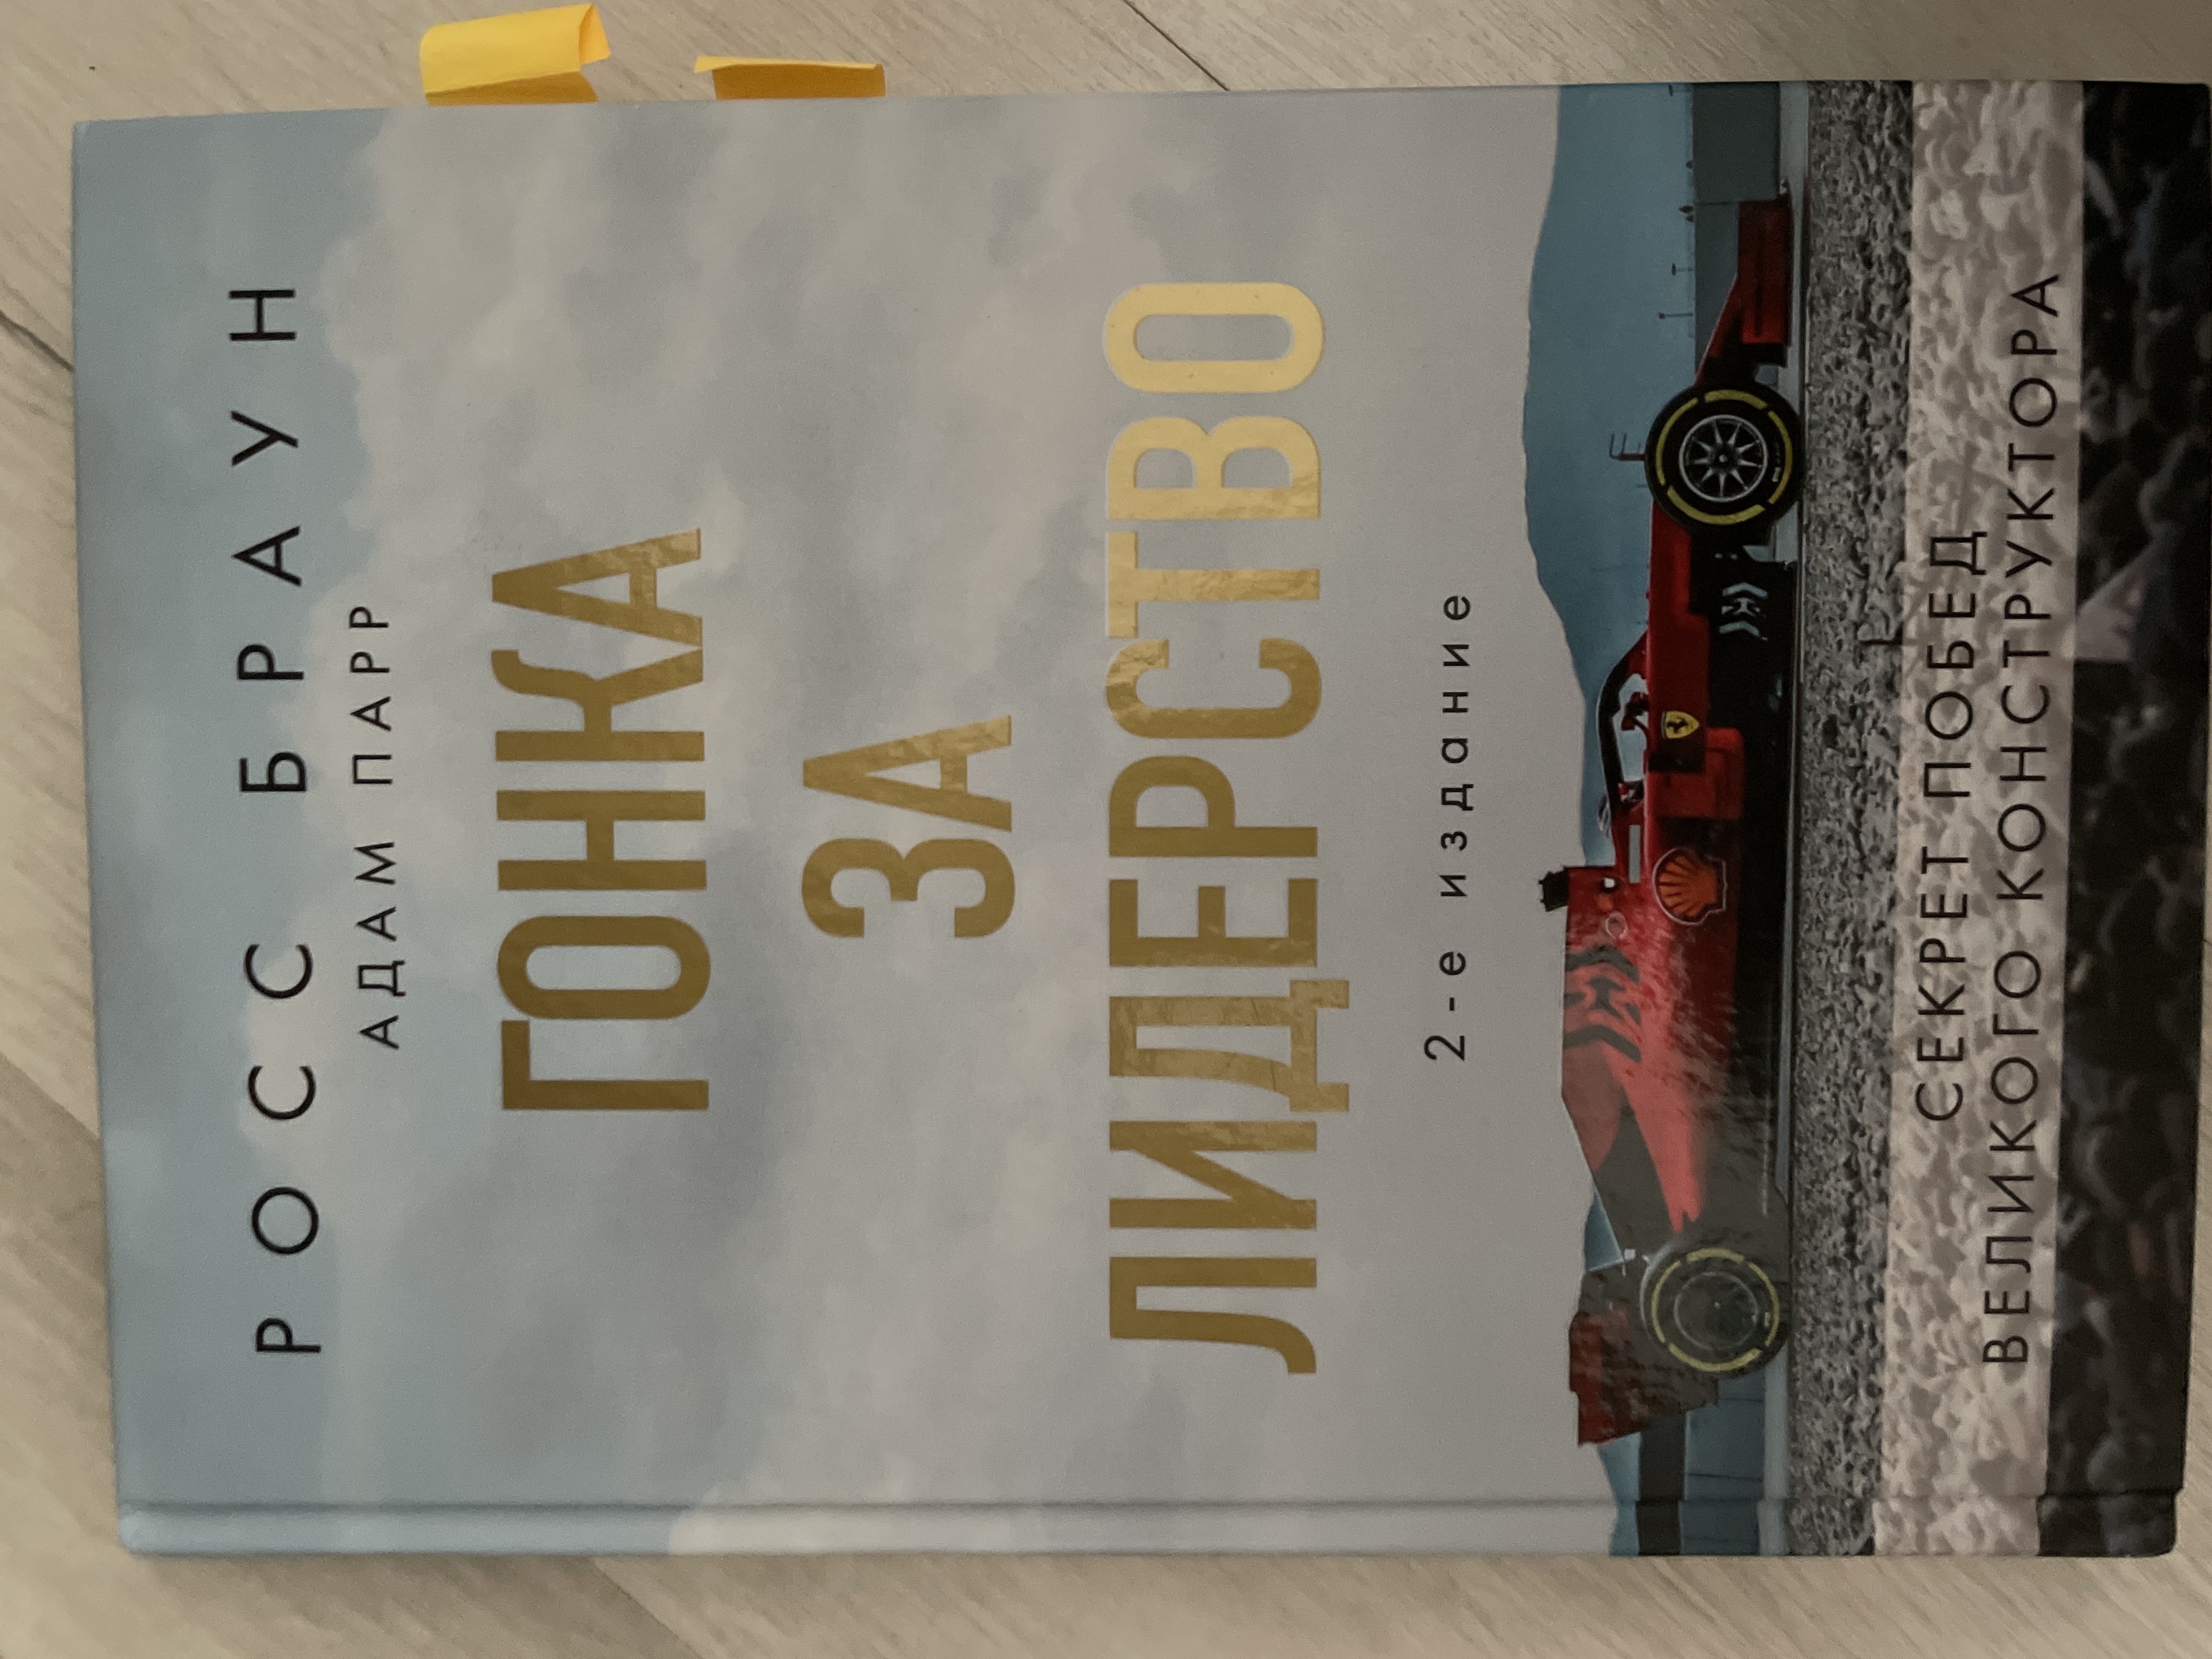 РОСС БРАУН
АДАМ ПАРР
ГОНКА
ЗА
ЛИДЕРСТВО
2-е издание
СЕКРЕТ ПОБЕД
ВЕЛИКОГО КОНСТРУКТОРА